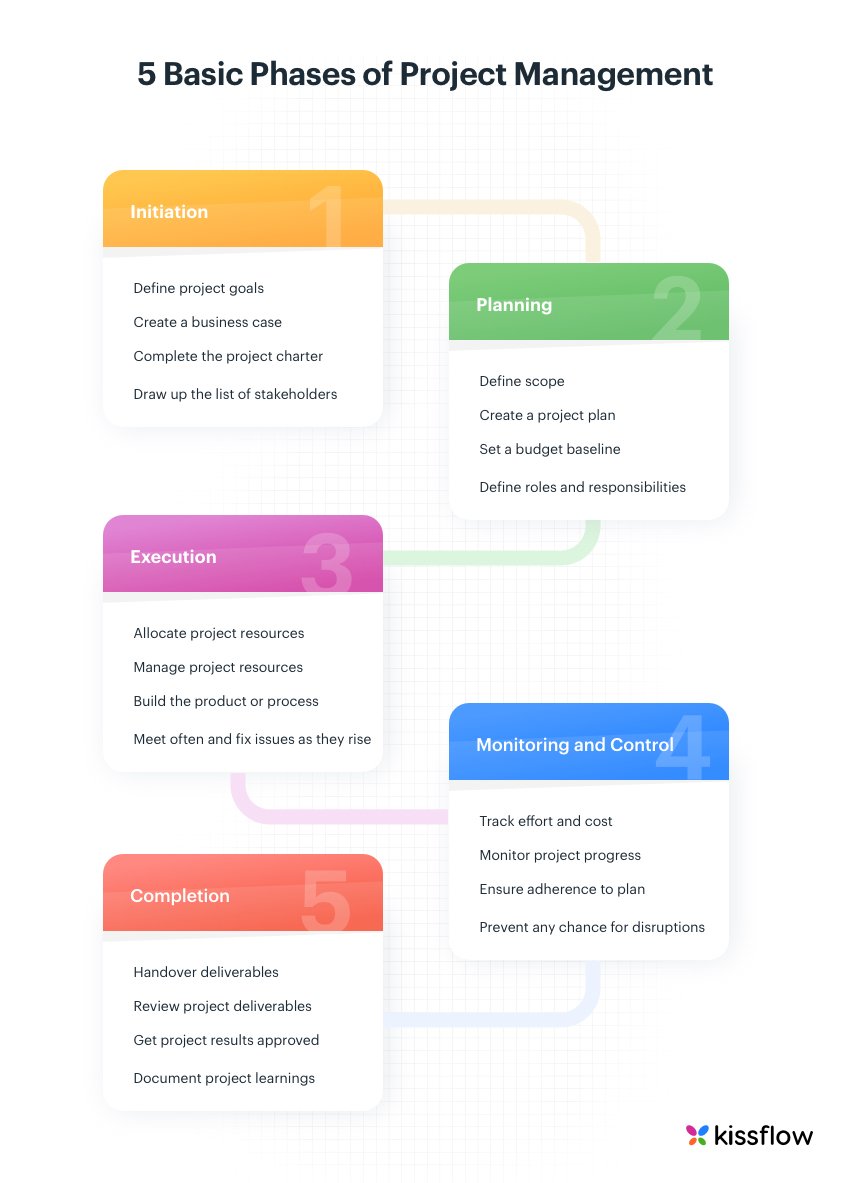 5 Basic Phases of Project Management
Initiation
1
Define project goals
Create a business case
Complete the project charter
Draw up the list of stakeholders
Planning
2
Define scope
Create a project plan
Set a budget baseline
Define roles and responsibilities
Execution
3
Allocate project resources
Manage project resources
Build the product or process
Meet often and fix issues as they rise
Monitoring and Control
4
Track effort and cost
Monitor project progress
Ensure adherence to plan
Prevent any chance for disruptions
Completion
5
Handover deliverables
Review project deliverables
Get project results approved
Document project learnings
kissflow